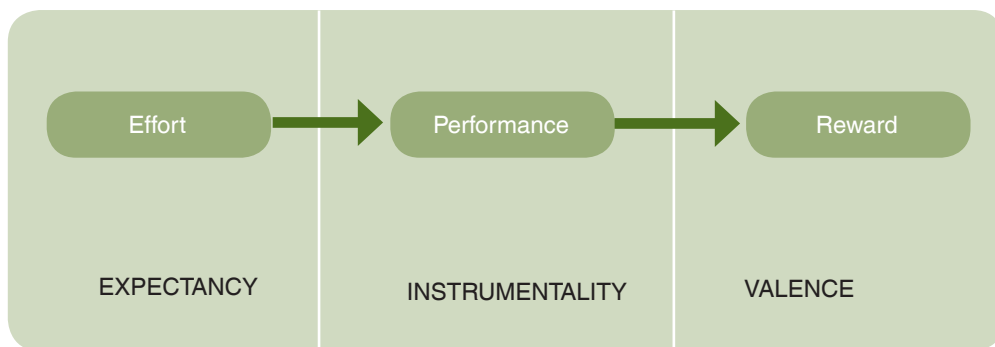 Effort
Performance
Reward
EXPECTANCY
INSTRUMENTALITY
VALENCE